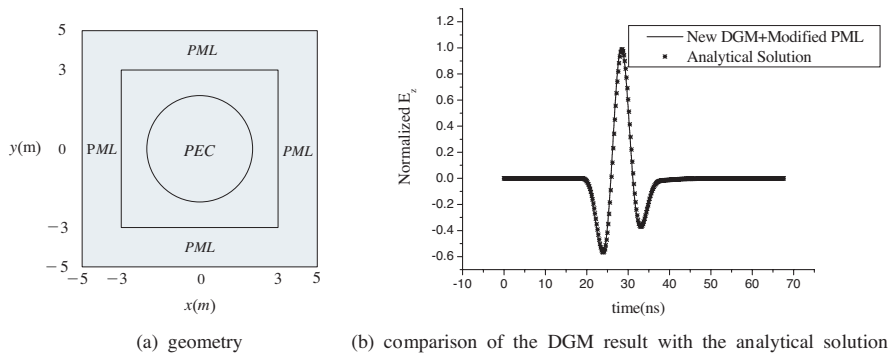 5
PML
3
y(m)
0
PML
PEC
PML
−3
PML
−5
−5
−3
0
3
5
x(m)
(a) geometry
1.2
1.0
0.8
0.6
0.4
0.2
0.0
-0.2
-0.4
-0.6
Normalized E_z
New DGM+Modified PML
Analytical Solution
-10
0
10
20
30
40
50
60
70
80
time(ns)
(b) comparison of the DGM result with the analytical solution